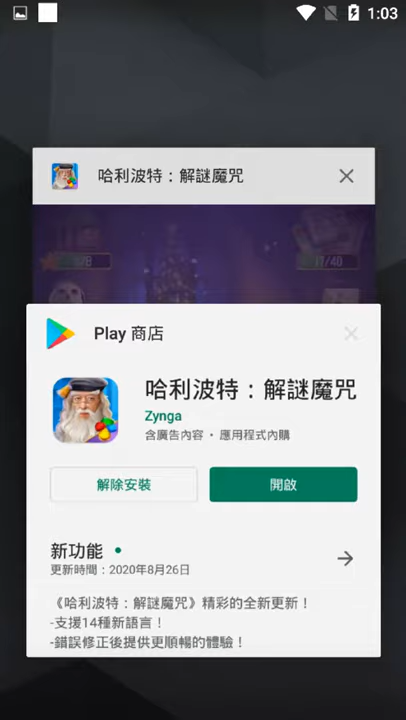 1:03
哈利波特：解謎魔咒
17/40
Play 商店
哈利波特：解謎魔咒
Zynga
含廣告內容 • 應用程式內購
解除安裝
開啟
新功能
更新時間：2020年8月26日
《哈利波特：解謎魔咒》精彩的全新更新！
-支援14種新語言！
-錯誤修正後提供更順暢的體驗！